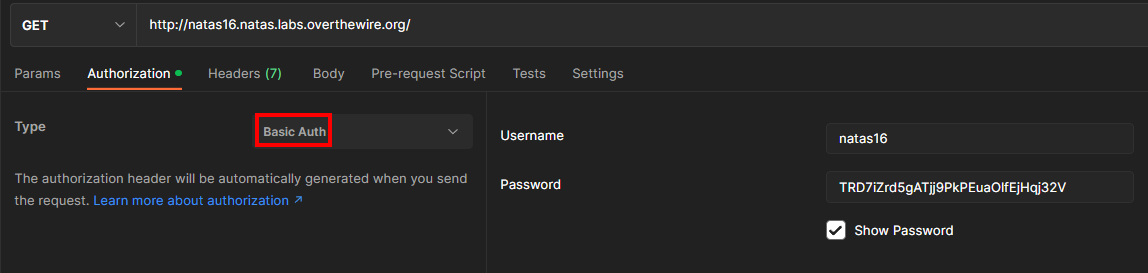 GET http://natas16.natas.labs.overthewire.org/
Params Authorization Headers (7) Body Pre-request Script Tests Settings
Type Basic Auth
The authorization header will be automatically generated when you send
the request. Learn more about authorization ↗
Username natas16
Password TRD7iZrd5gATjj9PkPEuaOlfEjHqj32V
Show Password